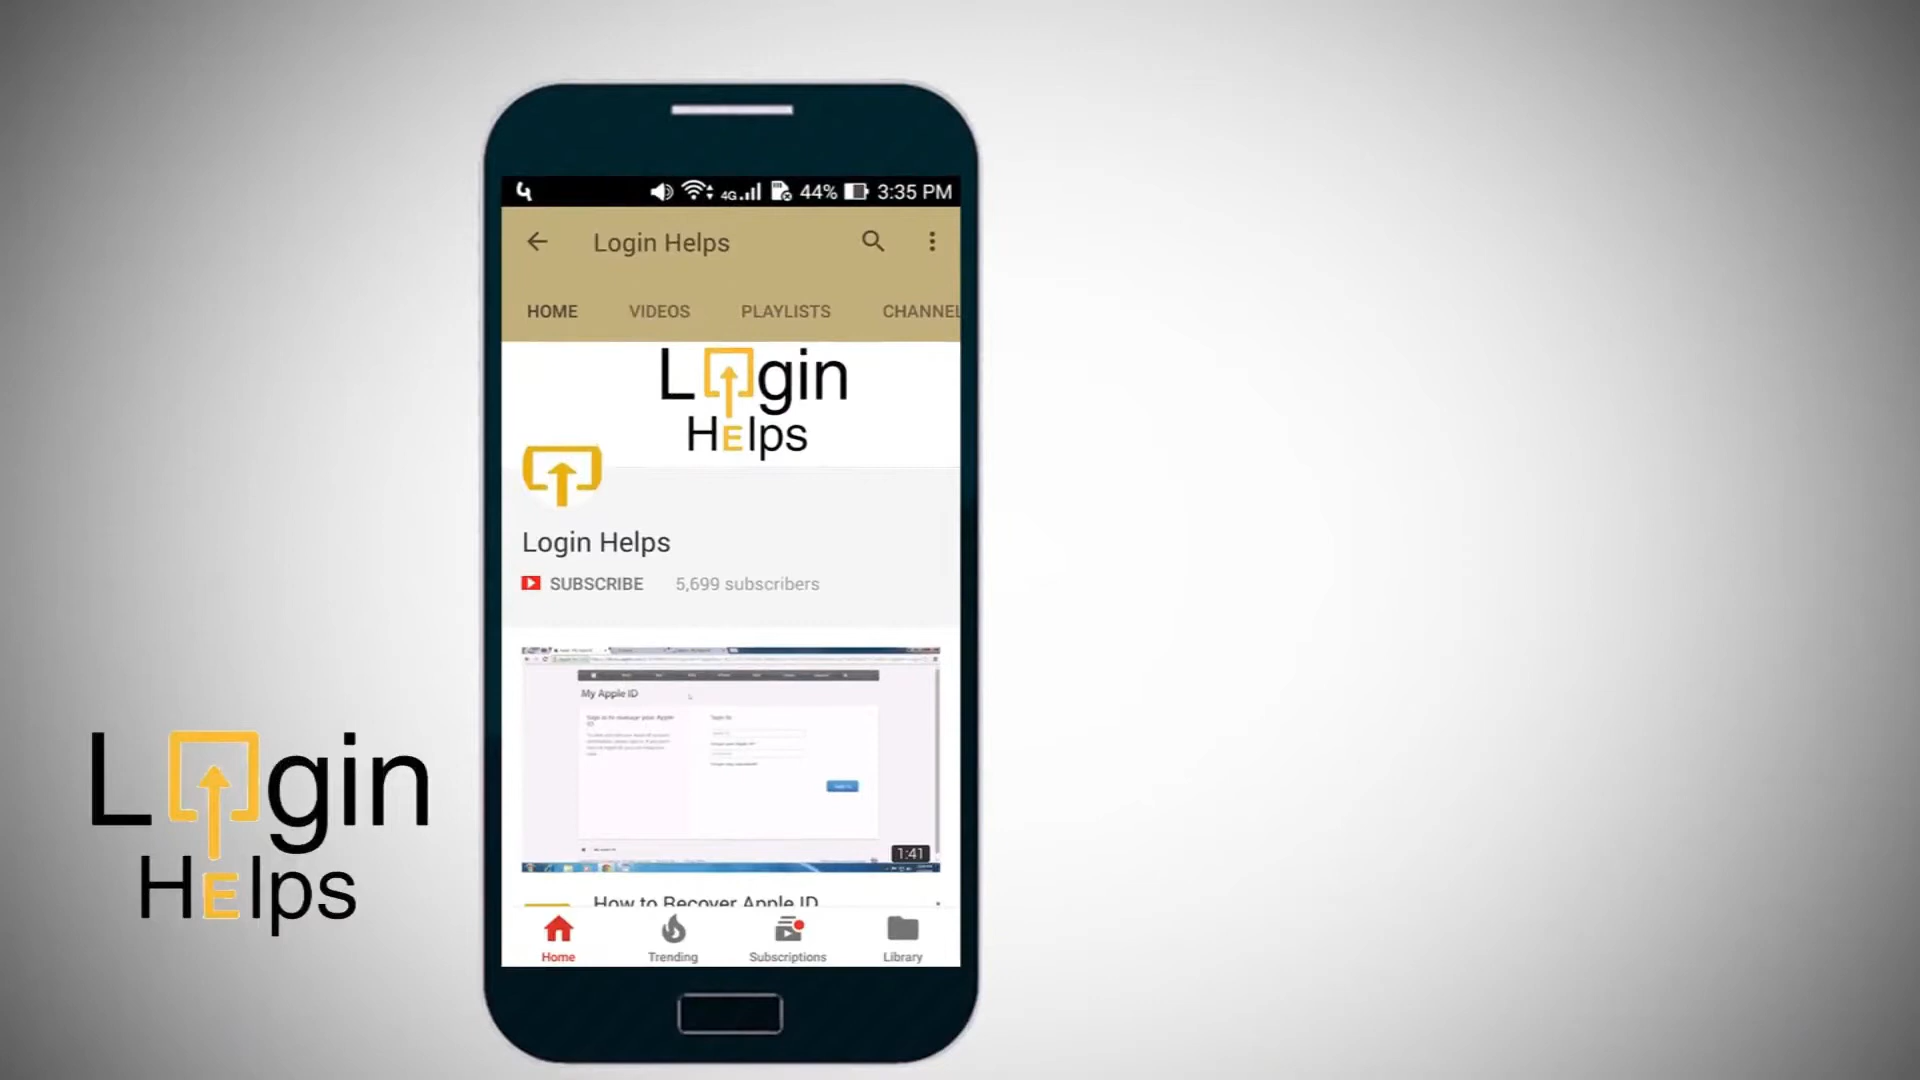 4G 44% 3:35 PM
Login Helps
HOME VIDEOS PLAYLISTS CHANNEL
Login
Helps
Login Helps
SUBSCRIBE 5,699 subscribers
My Apple ID
1:41
How to Recover Apple ID
Home Trending Subscriptions Library
Login
Helps